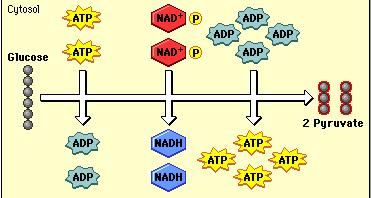 Cytosol
ATP
ATP
NAD+ P
NAD+ P
ADP
ADP ADP
ADP
Glucose
2 Pyruvate
ADP
ADP
NADH
NADH
ATP
ATP ATP
ATP